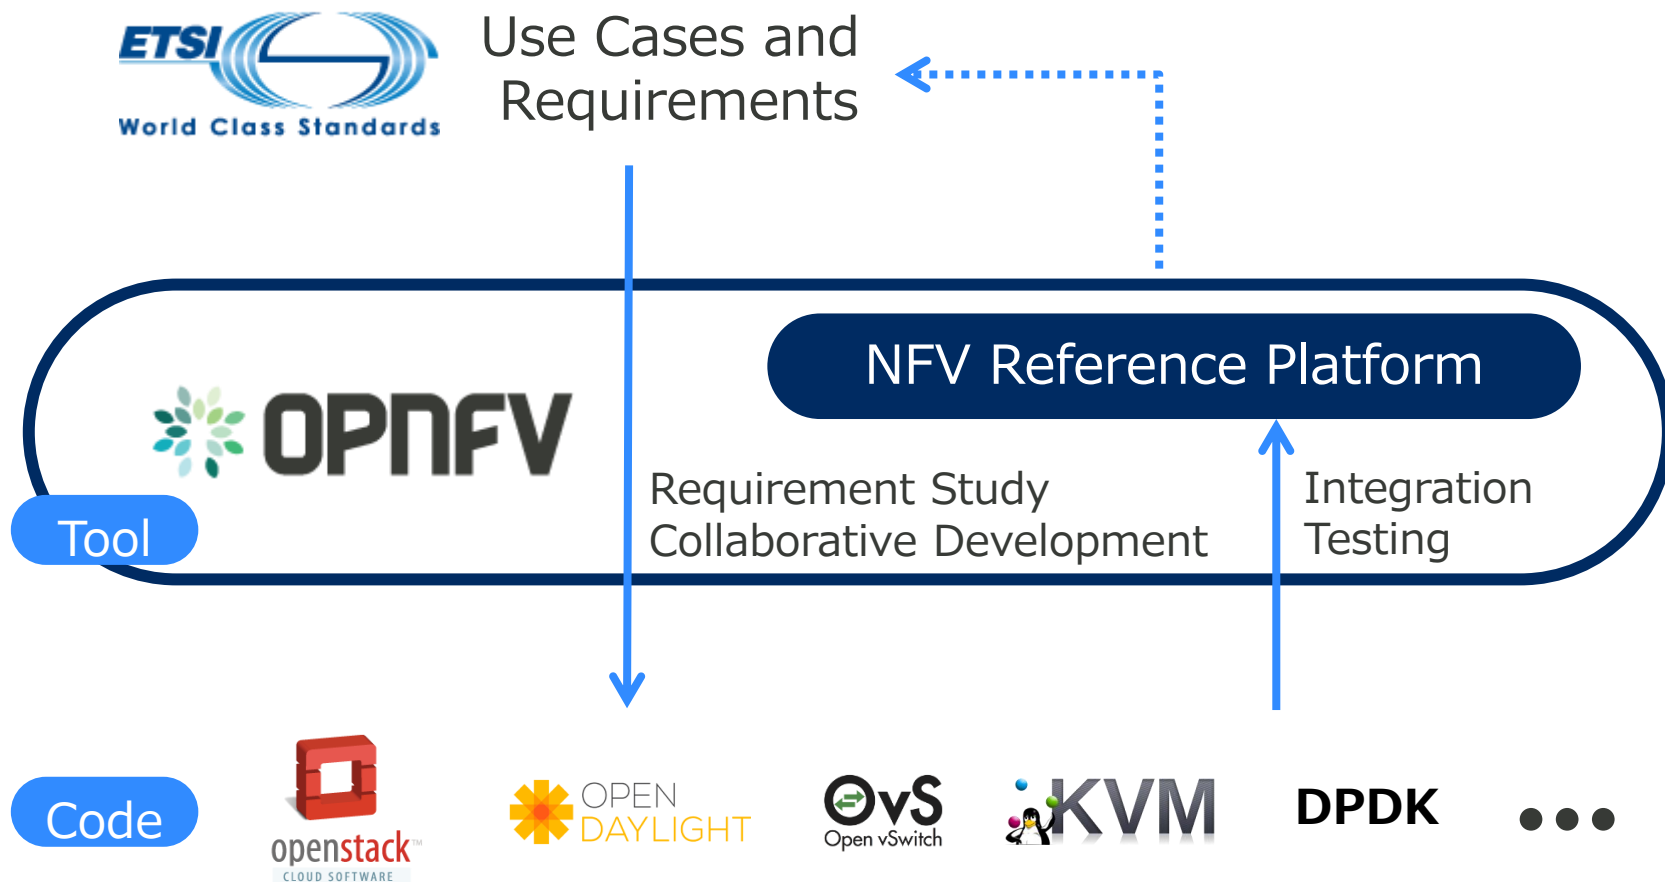 ETSI
World Class Standards
Use Cases and
Requirements
NFV Reference Platform
OPNFV
Tool
Requirement Study
Collaborative Development
Integration
Testing
Code
openstack™
CLOUD SOFTWARE
OPEN
DAYLIGHT
OvS
Open vSwitch
KVM
DPDK
●●●